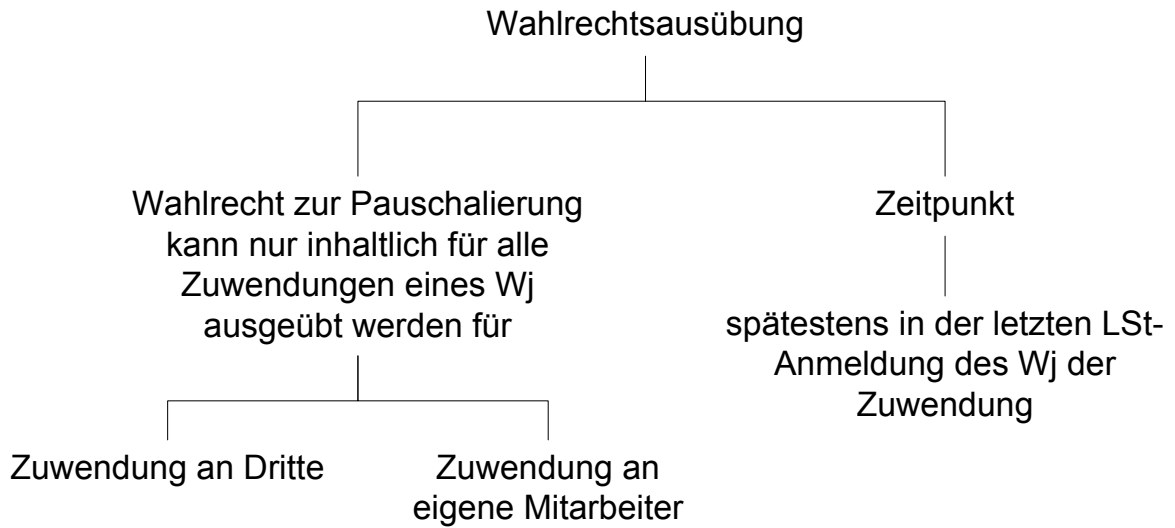 Wahlrechtsausübung
Wahlrecht zur Pauschalierung
kann nur inhaltlich für alle
Zuwendungen eines Wj
ausgeübt werden für
Zeitpunkt
spätestens in der letzten LSt-
Anmeldung des Wj der
Zuwendung
Zuwendung an Dritte
Zuwendung an
eigene Mitarbeiter